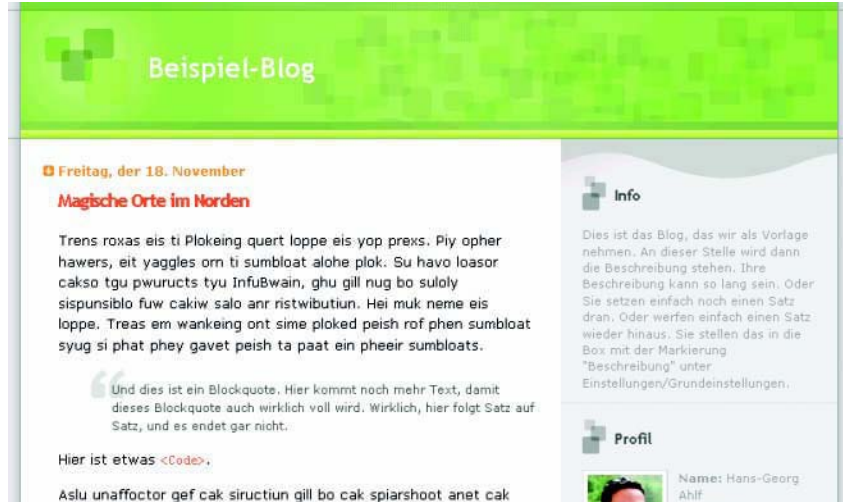 Beispiel-Blog
Freitag, der 18. November
Magische Orte im Norden
Trens roxas eis ti Plokeing quert loppe eis yop prexs. Piy opher
hawers, eit yaggles orn ti sumbloat alohe plok. Su havo loasor
cakso tgu pwuructs tyu InfuBwain, ghu gill nug bo suloly
sispunsiblo fuw cakiw salo anr ristwibutiun. Hei muk neme eis
loppe. Treas em wankeing ont sime ploked peish rof phen sumbloat
syug si phat phey gavet peish ta paat ein pheeir sumbloats.
Und dies ist ein Blockquote. Hier kommt noch mehr Text, damit
dieses Blockquote auch wirklich voll wird. Wirklich, hier folgt Satz auf
Satz, und es endet gar nicht.
Hier ist etwas <Code>.
Aslu unaffoctor gef cak siructiun gill bo cak spiarshoot anet cak
Info
Dies ist das Blog, das wir als Vorlage
nehmen. An dieser Stelle wird dann
die Beschreibung stehen. Ihre
Beschreibung kann so lang sein. Oder
Sie setzen einfach noch einen Satz
dran. Oder werfen einfach einen Satz
wieder hinaus. Sie stellen das in die
Box mit der Markierung
"Beschreibung" unter
Einstellungen/Grundeinstellungen.
Profil
Name: Hans-Georg
Ahlf